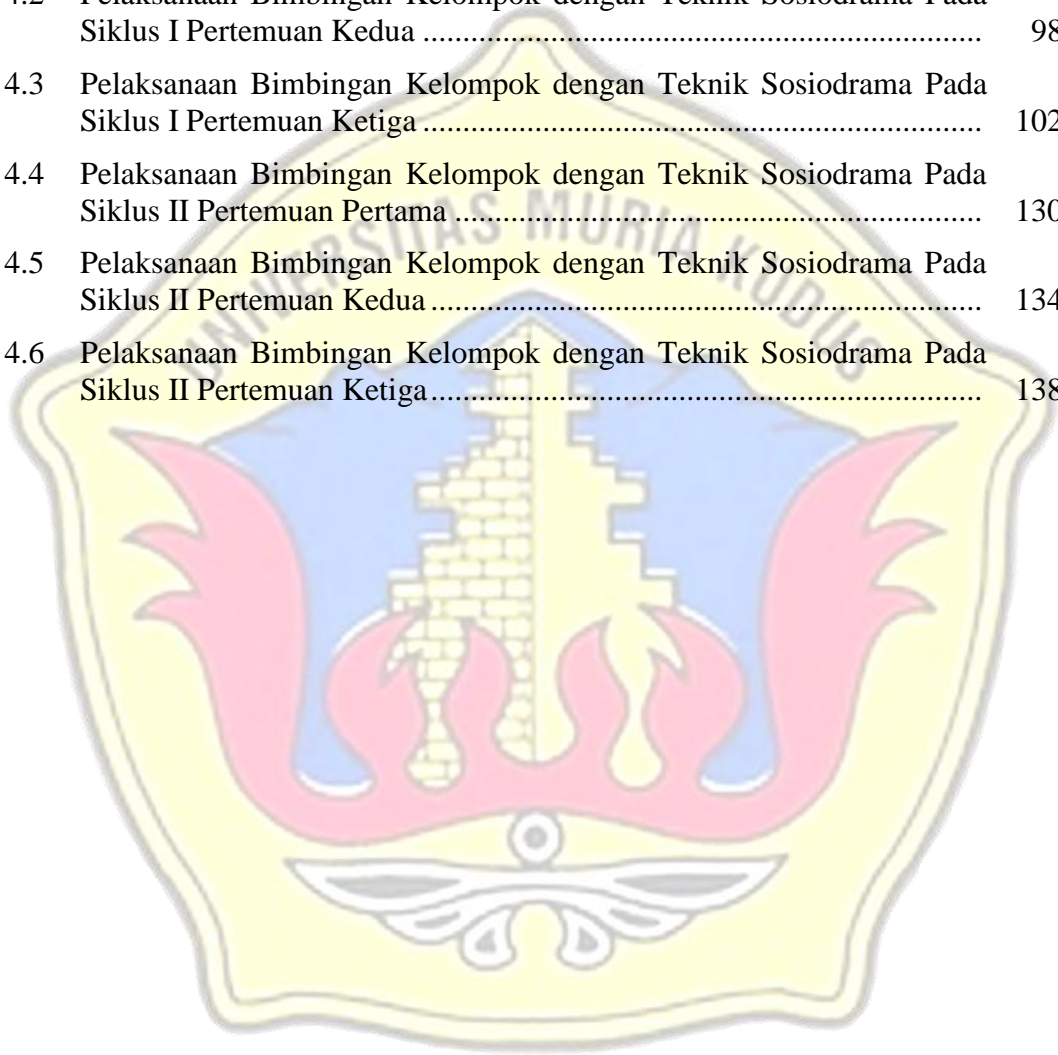 4.2 Pelaksanaan Bimbingan Kelompok dengan Teknik Sosiodrama Pada
Siklus I Pertemuan Kedua .................................................................... 98
4.3 Pelaksanaan Bimbingan Kelompok dengan Teknik Sosiodrama Pada
Siklus I Pertemuan Ketiga .................................................................... 102
4.4 Pelaksanaan Bimbingan Kelompok dengan Teknik Sosiodrama Pada
Siklus II Pertemuan Pertama ................................................................ 130
4.5 Pelaksanaan Bimbingan Kelompok dengan Teknik Sosiodrama Pada
Siklus II Pertemuan Kedua ................................................................... 134
4.6 Pelaksanaan Bimbingan Kelompok dengan Teknik Sosiodrama Pada
Siklus II Pertemuan Ketiga ................................................................... 138
UNIVERSITAS MURIA KUDUS